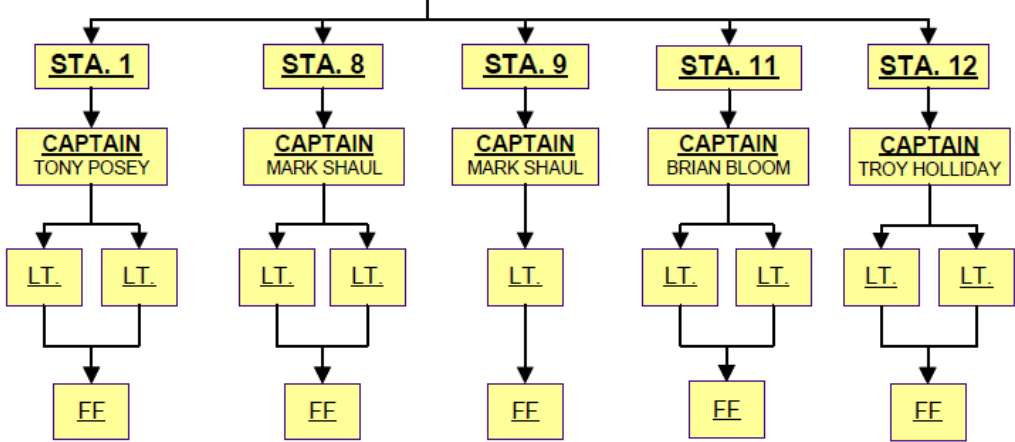 STA. 1 STA. 8 STA. 9 STA. 11 STA. 12
CAPTAIN CAPTAIN CAPTAIN CAPTAIN CAPTAIN
TONY POSEY MARK SHAUL MARK SHAUL BRIAN BLOOM TROY HOLLIDAY
LT. LT. LT. LT. LT. LT. LT. LT. LT.
FF FF FF FF FF